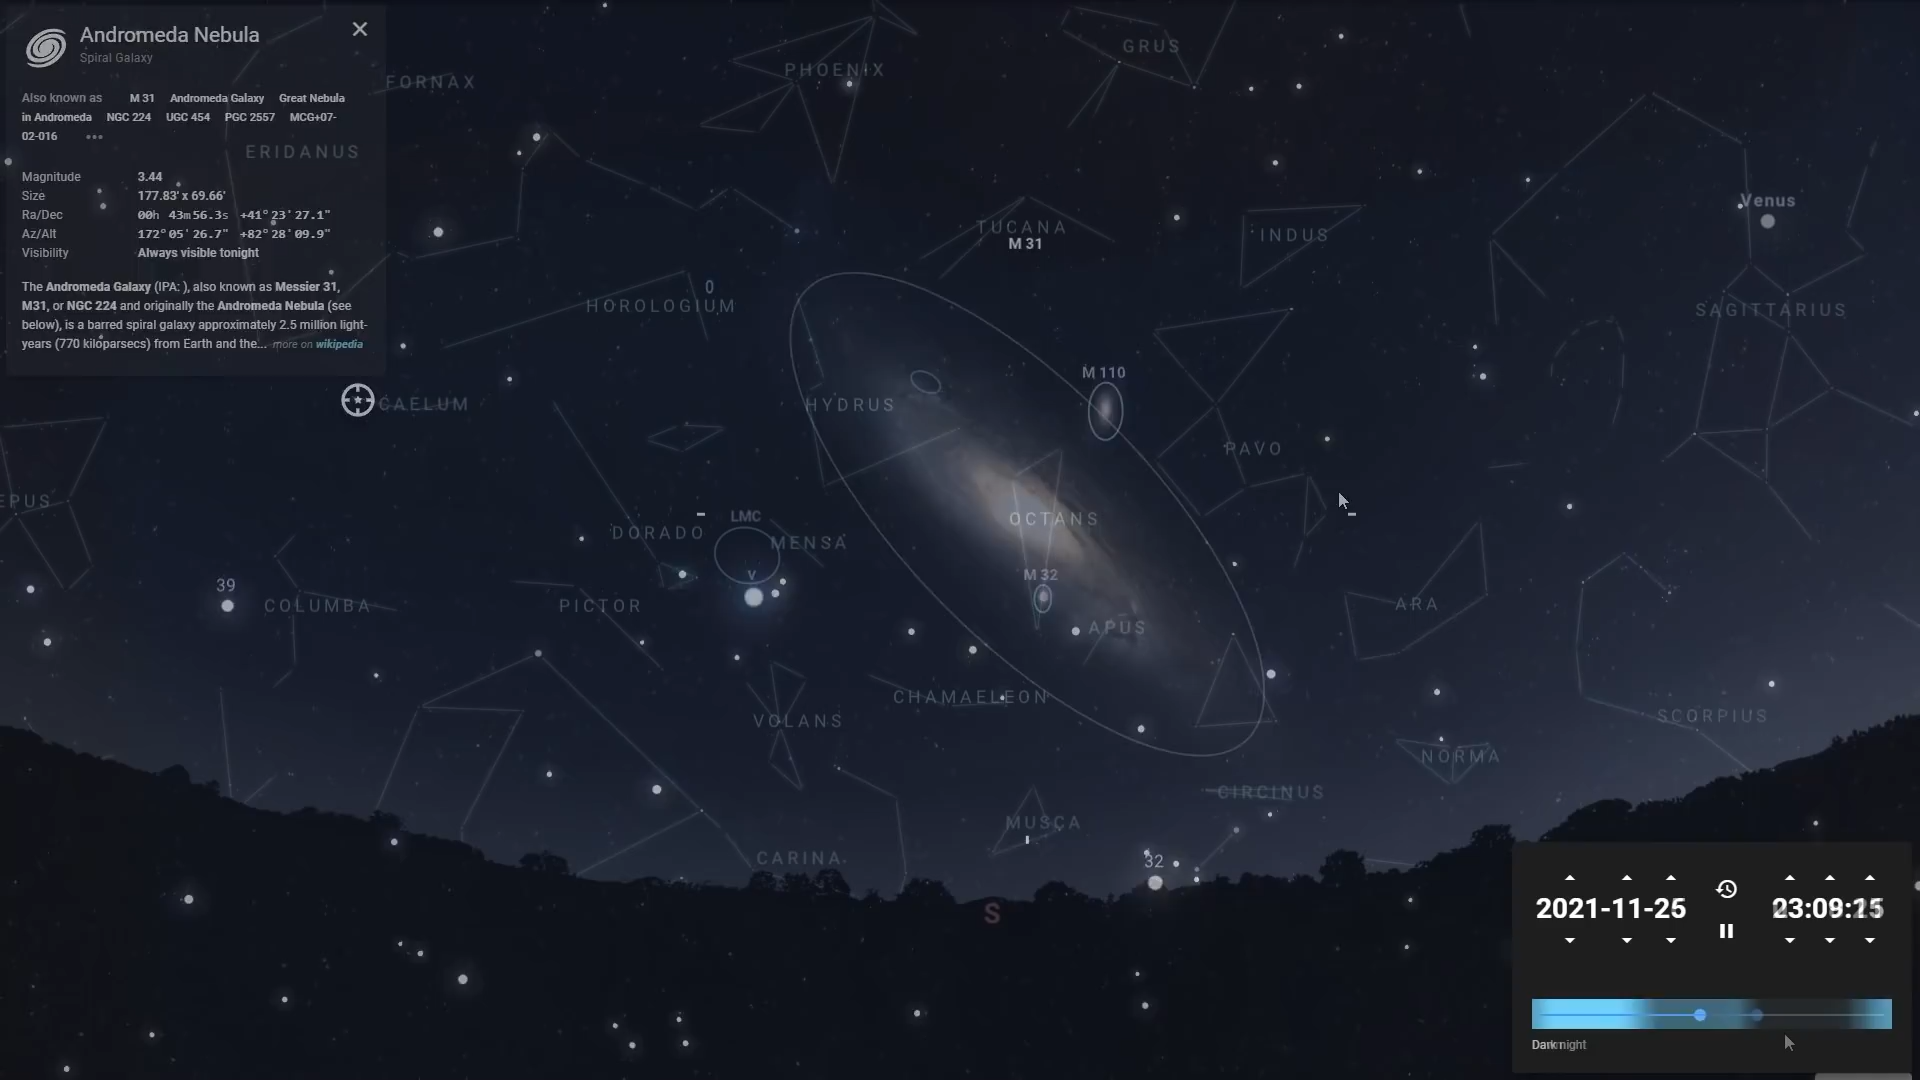 Andromeda Nebula
Spiral Galaxy
Also known as M 31 Andromeda Galaxy Great Nebula
in Andromeda NGC 224 UGC 454 PGC 2557 MCG+07-
02-016 •••
Magnitude 3.44
Size 177.83' x 69.66'
Ra/Dec 00h 43m56.3s +41°23'27.1"
Az/Alt 172°05'26.7" +82°28'09.9"
Visibility Always visible tonight
The Andromeda Galaxy (IPA: ), also known as Messier 31,
M31, or NGC 224 and originally the Andromeda Nebula (see
below), is a barred spiral galaxy approximately 2.5 million light-
years (770 kiloparsecs) from Earth and the... more on wikipedia
GRUS
PHOENIX
FORNAX
ERIDANUS
Venus
TUCANA
M 31
INDUS
0
HOROLOGIUM
SAGITTARIUS
M 110
CAELUM
HYDRUS
PAVO
EPUS
LMC
OCTANS
DORADO
MENSA
V
M 32
39
COLUMBA
PICTOR
ARA
APUS
CHAMAELEON
VOLANS
SCORPIUS
NORMA
CIRCINUS
MUSCA
CARINA
32
S
2021-11-25
23:09:
night